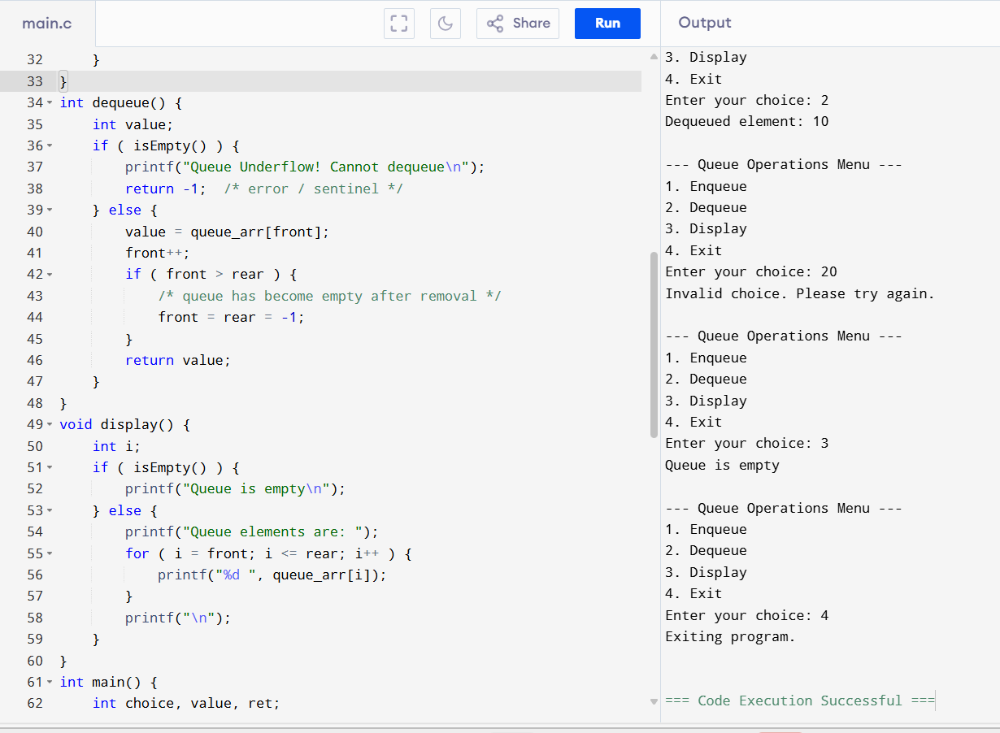 main.c
Share
Run
32     }
33 }
34 int dequeue() {
35     int value;
36     if ( isEmpty() ) {
37         printf("Queue Underflow! Cannot dequeue\n");
38         return -1;  /* error / sentinel */
39     } else {
40         value = queue_arr[front];
41         front++;
42         if ( front > rear ) {
43             /* queue has become empty after removal */
44             front = rear = -1;
45         }
46         return value;
47     }
48 }
49 void display() {
50     int i;
51     if ( isEmpty() ) {
52         printf("Queue is empty\n");
53     } else {
54         printf("Queue elements are: ");
55         for ( i = front; i <= rear; i++ ) {
56             printf("%d ", queue_arr[i]);
57         }
58         printf("\n");
59     }
60 }
61 int main() {
62     int choice, value, ret;
Output
3. Display
4. Exit
Enter your choice: 2
Dequeued element: 10
--- Queue Operations Menu ---
1. Enqueue
2. Dequeue
3. Display
4. Exit
Enter your choice: 20
Invalid choice. Please try again.
--- Queue Operations Menu ---
1. Enqueue
2. Dequeue
3. Display
4. Exit
Enter your choice: 3
Queue is empty
--- Queue Operations Menu ---
1. Enqueue
2. Dequeue
3. Display
4. Exit
Enter your choice: 4
Exiting program.
=== Code Execution Successful ===